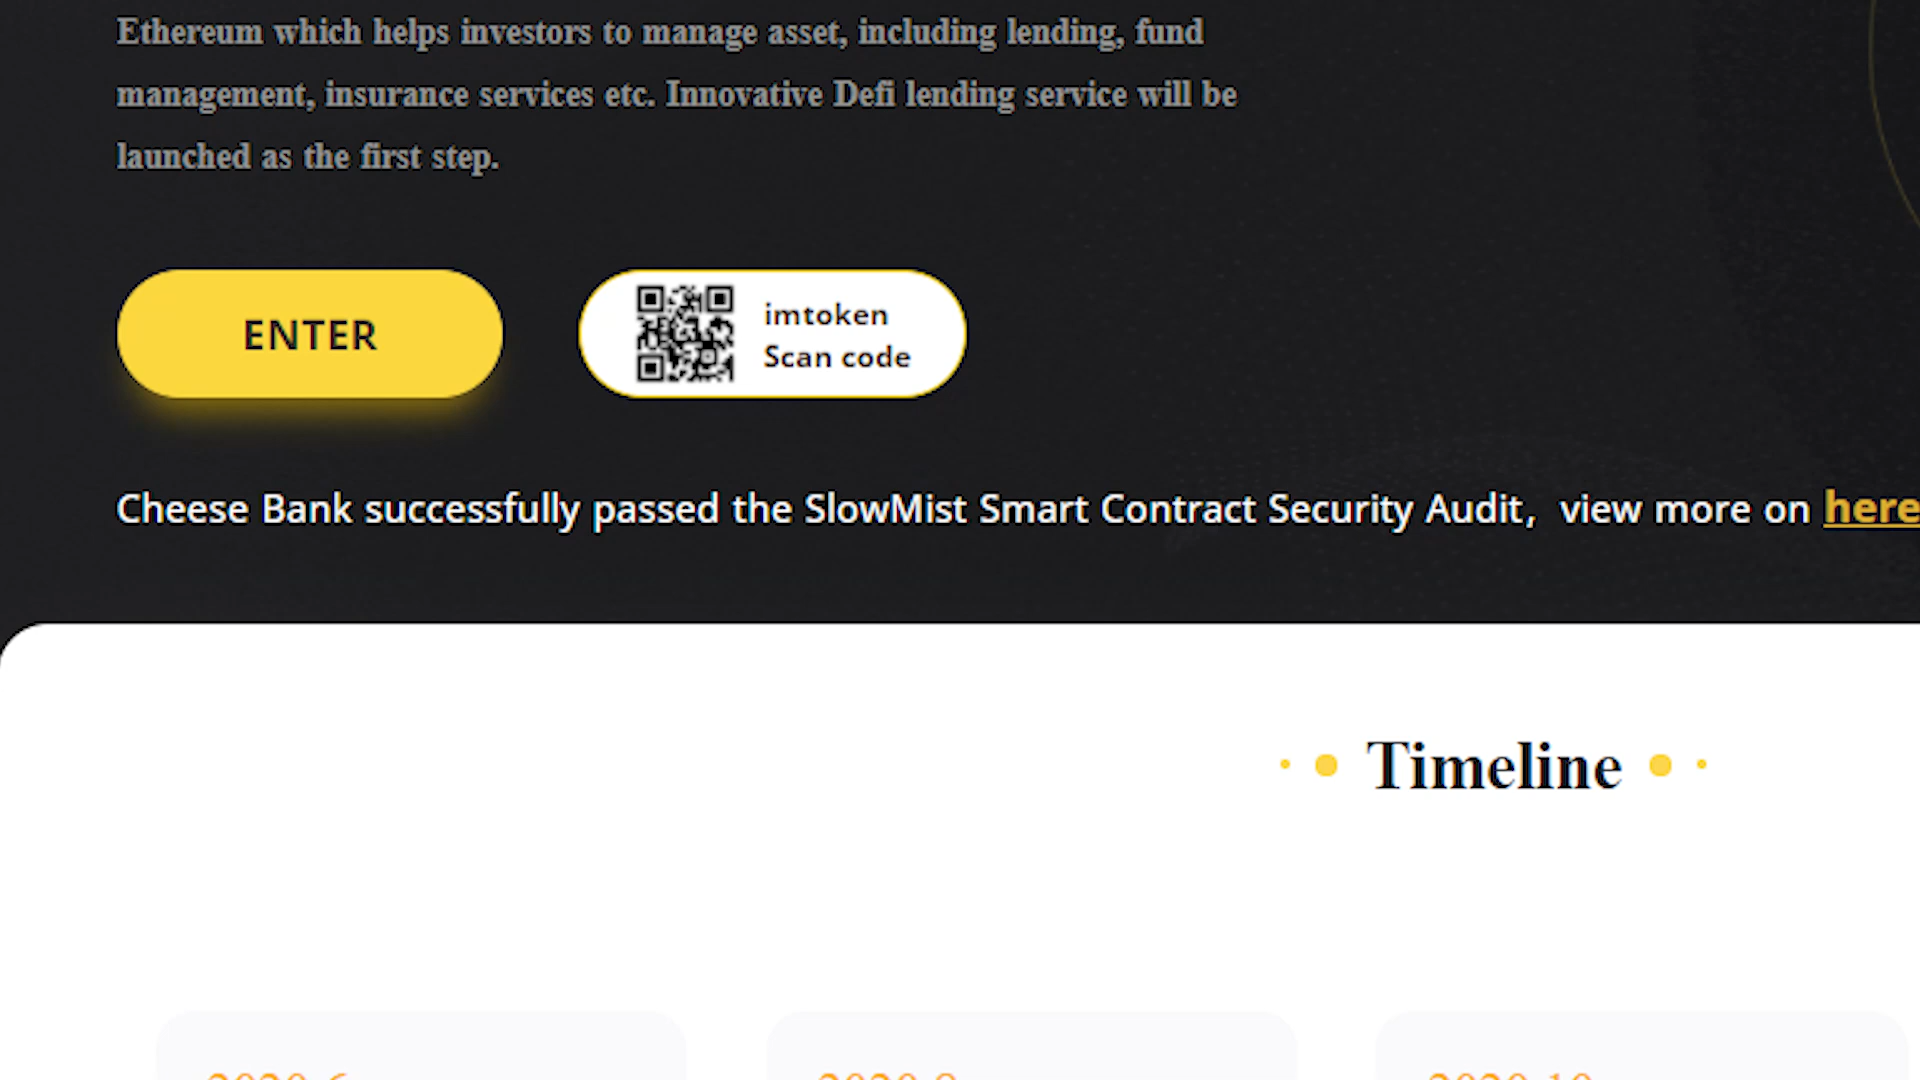 Ethereum which helps investors to manage asset, including lending, fund
management, insurance services etc. Innovative Defi lending service will be
launched as the first step.
ENTER
imtoken
Scan code
Cheese Bank successfully passed the SlowMist Smart Contract Security Audit,  view more on here
Timeline